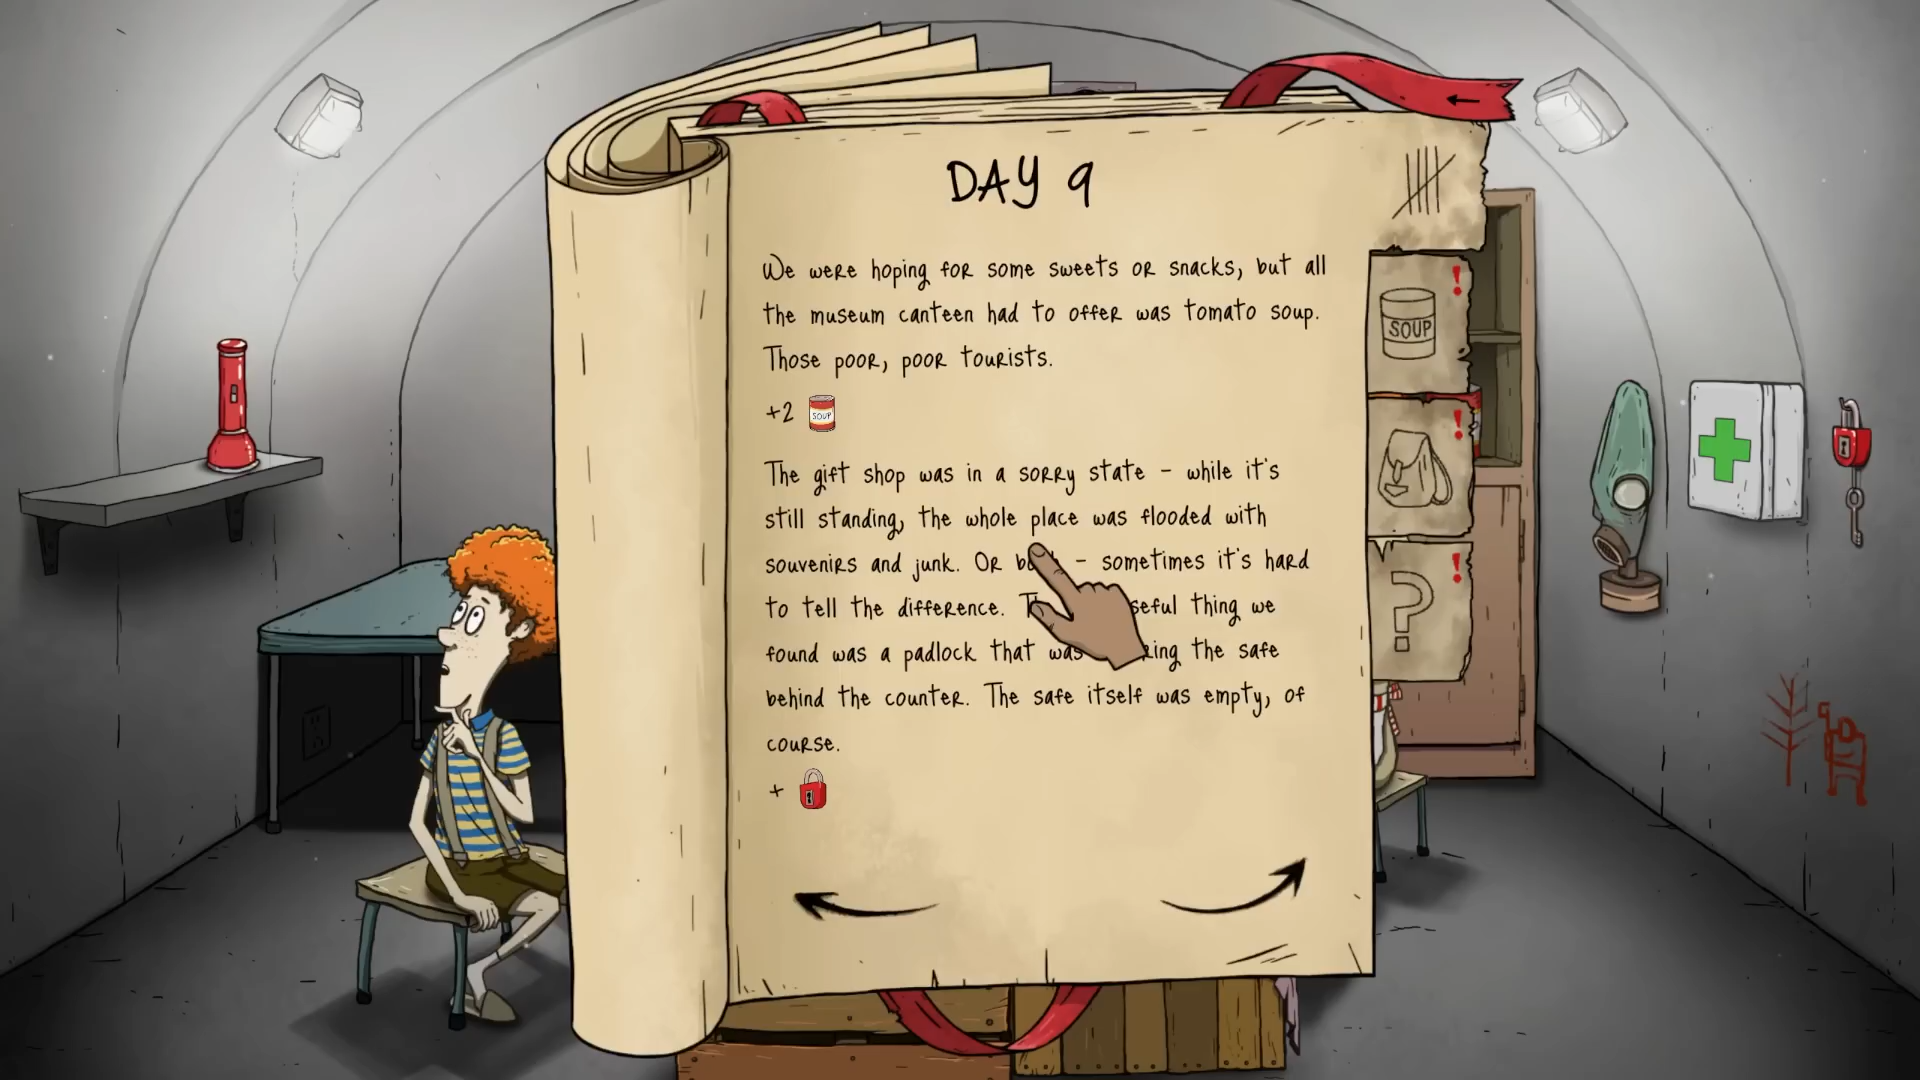 DAY 9
We were hoping for some sweets or snacks, but all
the museum canteen had to offer was tomato soup.
Those poor, poor tourists.
+2 SOUP
The gift shop was in a sorry state - while it's
still standing, the whole place was flooded with
souvenirs and junk. Or - sometimes it's hard
to tell the difference. thing we
found was a padlock that was the safe
behind the counter. The safe itself was empty, of
course.
+
!
SOUP
!
!
?